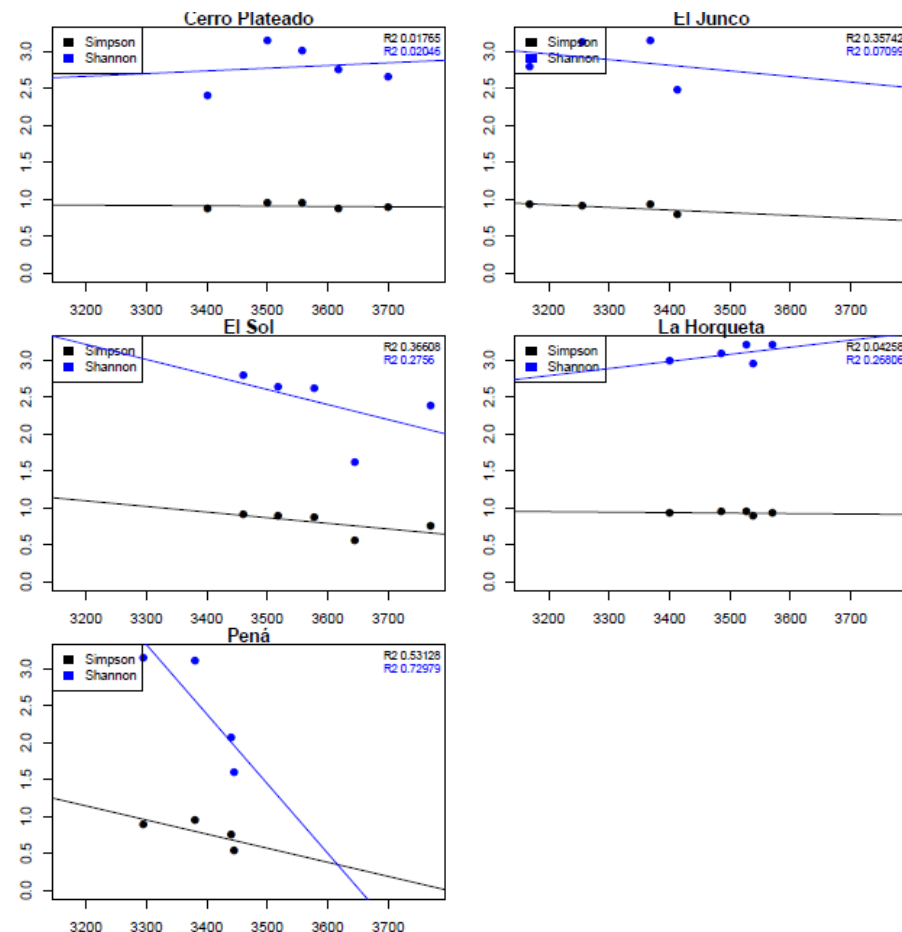 Cerro Plateado
Simpson
Shannon
R2 0.01765
R2 0.02046
0.0 0.5 1.0 1.5 2.0 2.5 3.0
3200 3300 3400 3500 3600 3700
El Junco
Simpson
Shannon
R2 0.35742
R2 0.07099
0.0 0.5 1.0 1.5 2.0 2.5 3.0
3200 3300 3400 3500 3600 3700
El Sol
Simpson
Shannon
R2 0.36608
R2 0.2756
0.0 0.5 1.0 1.5 2.0 2.5 3.0
3200 3300 3400 3500 3600 3700
La Horqueta
Simpson
Shannon
R2 0.04258
R2 0.26806
0.0 0.5 1.0 1.5 2.0 2.5 3.0
3200 3300 3400 3500 3600 3700
Pená
Simpson
Shannon
R2 0.53128
R2 0.72979
0.0 0.5 1.0 1.5 2.0 2.5 3.0
3200 3300 3400 3500 3600 3700